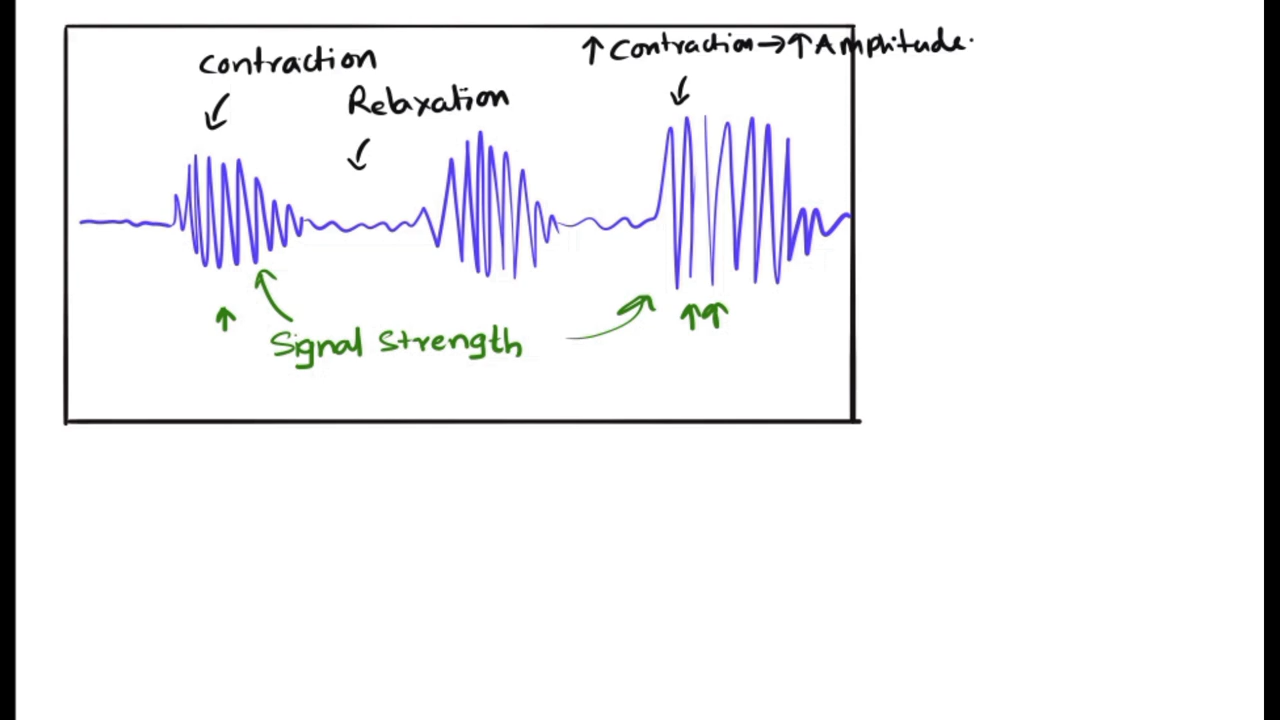 contraction
Relaxation
↑ Contraction → ↑ Amplitude.
↑
Signal Strength
↑↑